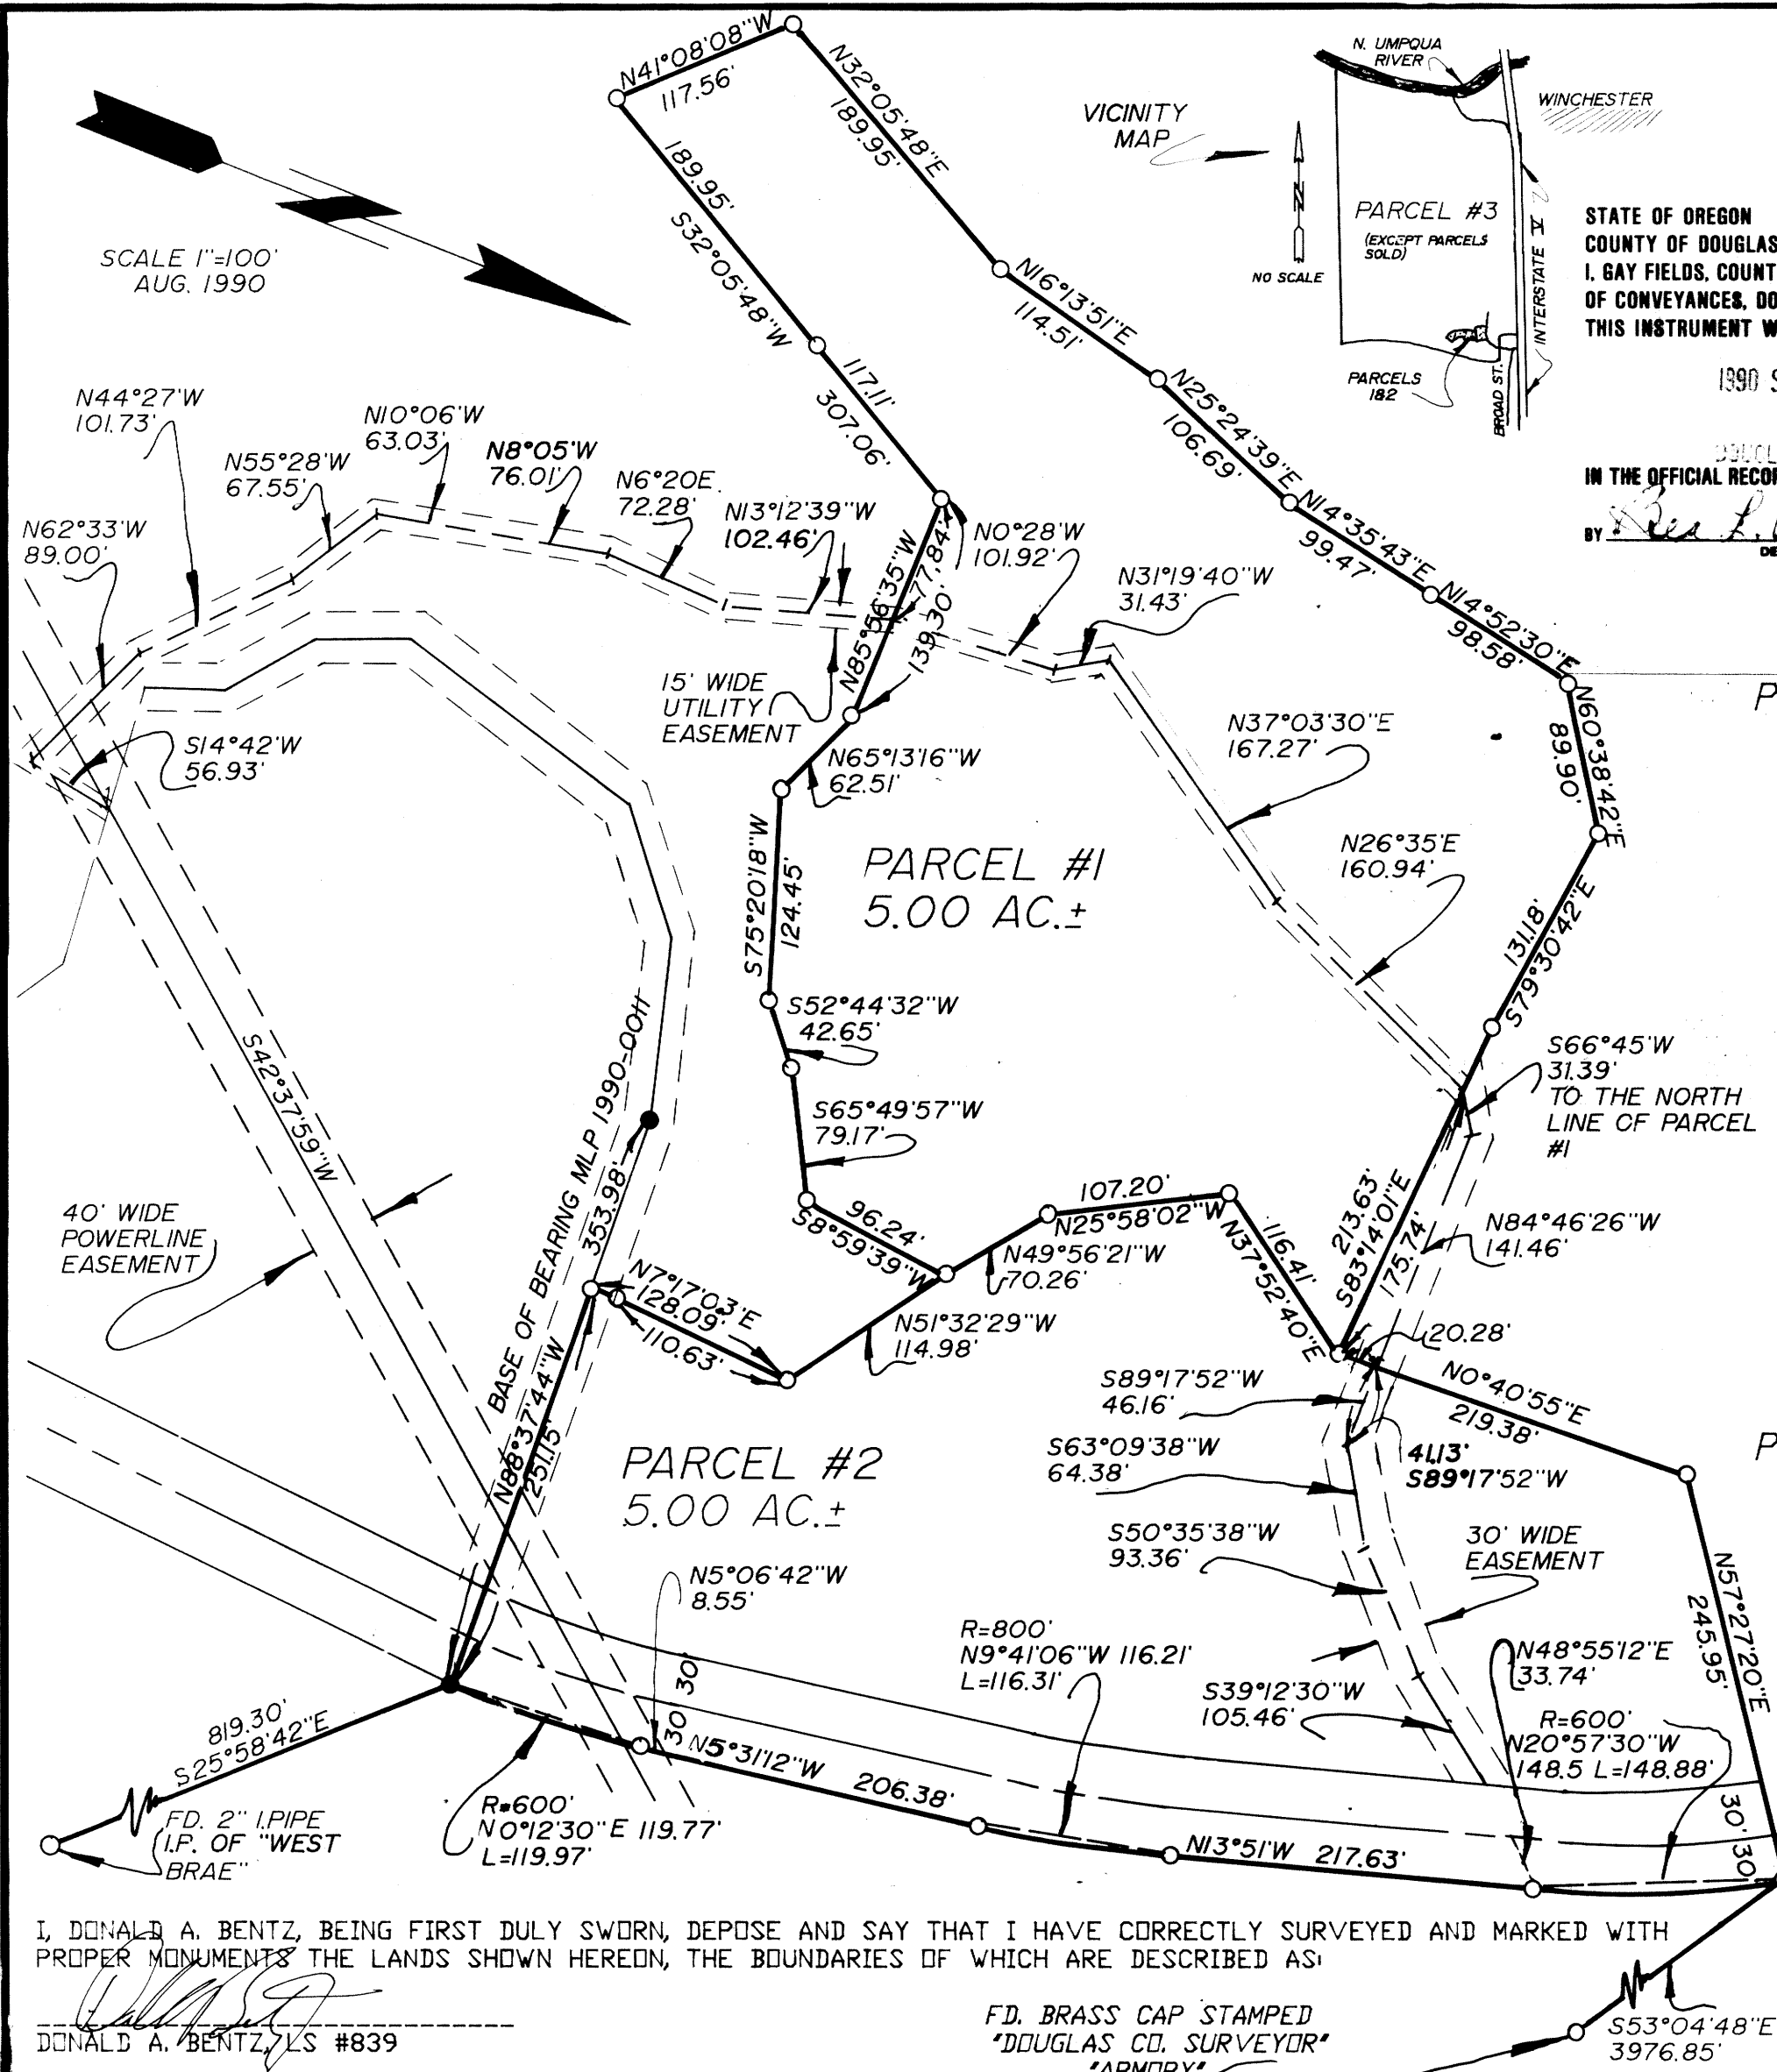 N41°08'08"W
117.56'
N32°05'48"E
189.95'
189.95'
S32°05'48"W
117.11'
307.06'
N16°13'51"E
114.51'
N25°24'39"E
106.69'
N14°35'43"E
99.47'
N14°52'30"E
98.58'
N60°38'42"E
89.90'
131.18'
S79°30'42"E
SCALE 1"=100'
AUG. 1990
VICINITY
MAP
N
NO SCALE
N. UMPQUA
RIVER
WINCHESTER
PARCEL #3
(EXCEPT PARCELS
SOLD)
INTERSTATE V
PARCELS
1&2
BROAD ST.
STATE OF OREGON
COUNTY OF DOUGLAS
I, GAY FIELDS, COUNT
OF CONVEYANCES, DO
THIS INSTRUMENT W
1990 S
IN THE OFFICIAL RECOR
BY
DE
N44°27'W
101.73'
N55°28'W
67.55'
N10°06'W
63.03'
N8°05'W
76.01'
N6°20E
72.28'
N13°12'39"W
102.46'
N62°33'W
89.00'
N85°56'35"W
77.84'
139.30'
N0°28'W
101.92'
N31°19'40"W
31.43'
15' WIDE
UTILITY
EASEMENT
S14°42'W
56.93'
N65°13'16"W
62.51'
N37°03'30"E
167.27'
N26°35'E
160.94'
P
PARCEL #1
5.00 AC.±
S75°20'18"W
124.45'
S52°44'32"W
42.65'
S65°49'57"W
79.17'
S66°45'W
31.39'
TO THE NORTH
LINE OF PARCEL
#1
S42°37'59"W
BASE OF BEARING MLP 1990-0011
353.98'
40' WIDE
POWERLINE
EASEMENT
96.24'
S8°59'39"W
107.20'
N25°58'02"W
N49°56'21"W
70.26'
116.41'
N37°52'40"E
213.63'
S83°14'01"E
175.74'
N84°46'26"W
141.46'
N7°17'03"E
128.09'
110.63'
N51°32'29"W
114.98'
20.28'
S89°17'52"W
46.16'
N0°40'55"E
219.38'
S63°09'38"W
64.38'
41.13'
S89°17'52"W
P
N88°37'44"W
251.15'
PARCEL #2
5.00 AC.±
S50°35'38"W
93.36'
30' WIDE
EASEMENT
N57°27'20"E
245.95'
N5°06'42"W
8.55'
R=800'
N9°41'06"W 116.21'
L=116.31'
S39°12'30"W
105.46'
N48°55'12"E
33.74'
R=600'
N20°57'30"W
148.5 L=148.88'
30' 30'
30' 30'
819.30'
S25°58'42"E
N5°31'12"W 206.38'
R=600'
N0°12'30"E 119.77'
L=119.97'
N13°51'W 217.63'
FD. 2" I.PIPE
I.P. OF "WEST
BRAE"
I, DONALD A. BENTZ, BEING FIRST DULY SWORN, DEPOSE AND SAY THAT I HAVE CORRECTLY SURVEYED AND MARKED WITH
PROPER MONUMENTS THE LANDS SHOWN HEREON, THE BOUNDARIES OF WHICH ARE DESCRIBED AS:
DONALD A. BENTZ, LS #839
FD. BRASS CAP STAMPED
"DOUGLAS CO. SURVEYOR"
"ARMORY"
S53°04'48"E
3976.85'